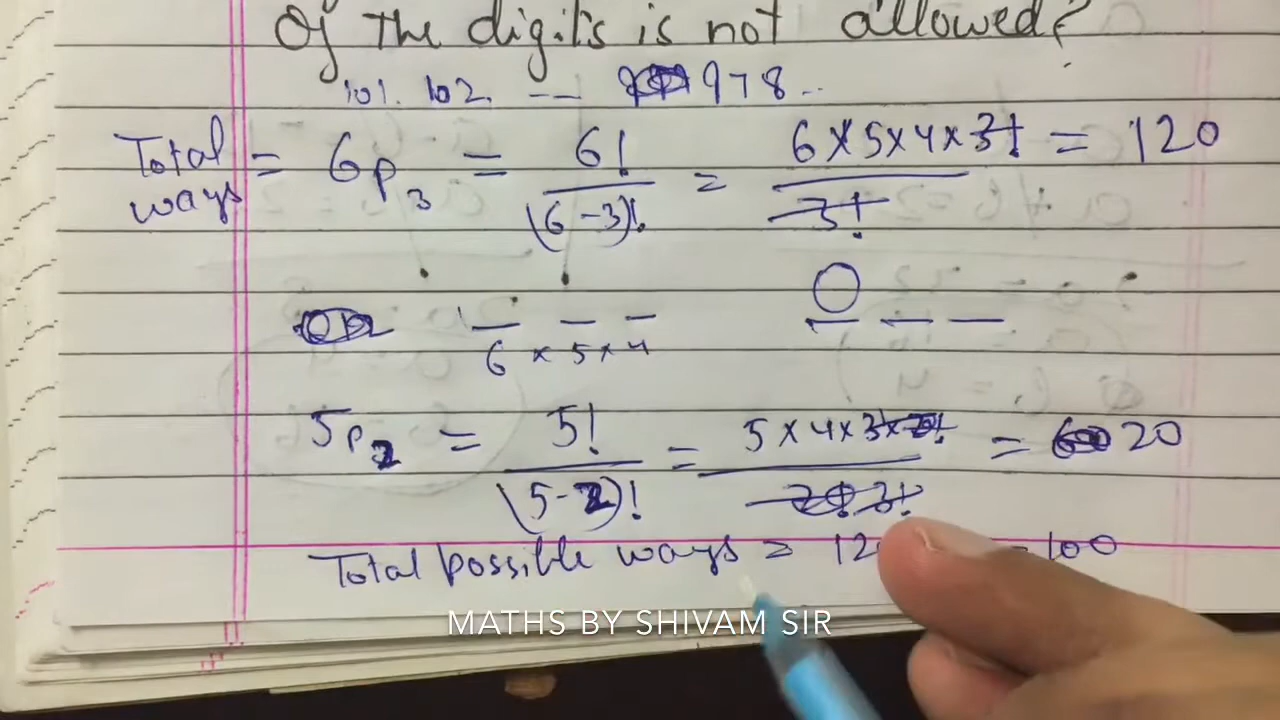 of the digits is not allowed?
101. 102. -- 978..
Total ways = 6P3 = 6! / (6-3)! = 6×5×4×3! / 3! = 120
0
6 × 5 × 4
5P2 = 5! / (5-2)! = 5×4×3! / 3! = 20
Total possible ways = 12 = 100
MATHS BY SHIVAM SIR